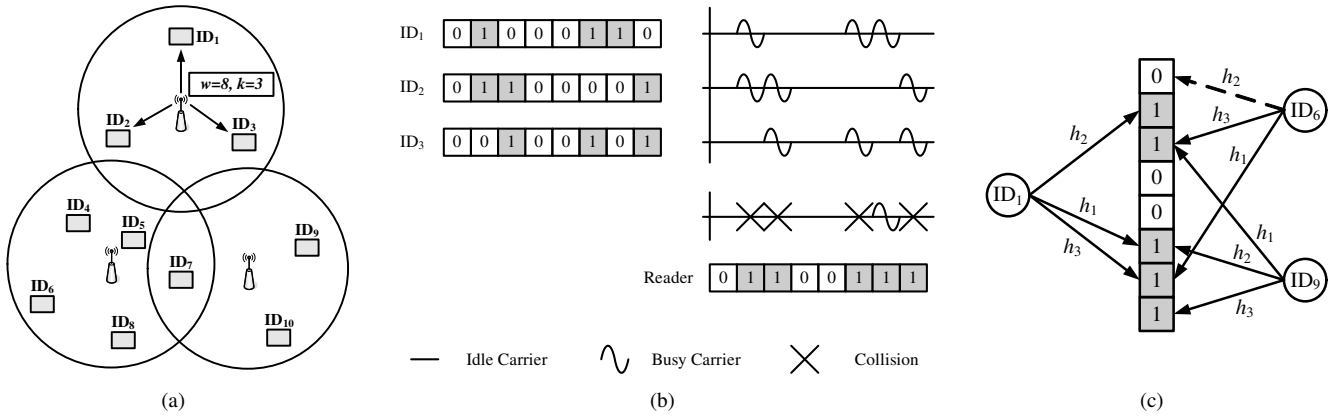 ID1
w=8, k=3
ID2
ID3
ID4
ID5
ID9
ID7
ID6
ID8
ID10
(a)
ID1 0 1 0 0 0 1 1 0
ID2 0 1 1 0 0 0 0 1
ID3 0 0 1 0 0 1 0 1
Reader 0 1 1 0 0 1 1 1
Idle Carrier Busy Carrier Collision
(b)
0
1
1
0
0
1
1
1
ID1
ID6
ID9
h2
h1
h3
h2
h3
h1
h1
h2
h3
(c)